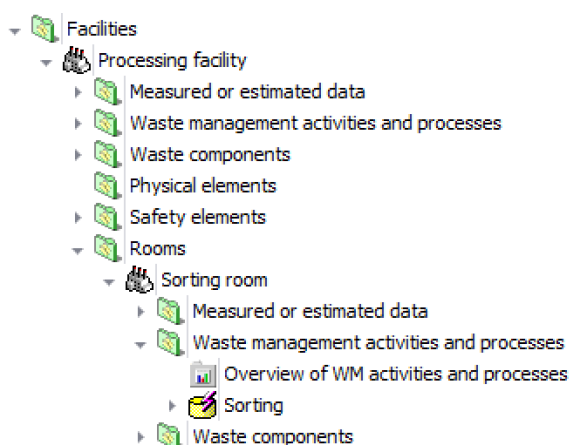 Facilities
Processing facility
Measured or estimated data
Waste management activities and processes
Waste components
Physical elements
Safety elements
Rooms
Sorting room
Measured or estimated data
Waste management activities and processes
Overview of WM activities and processes
Sorting
Waste components